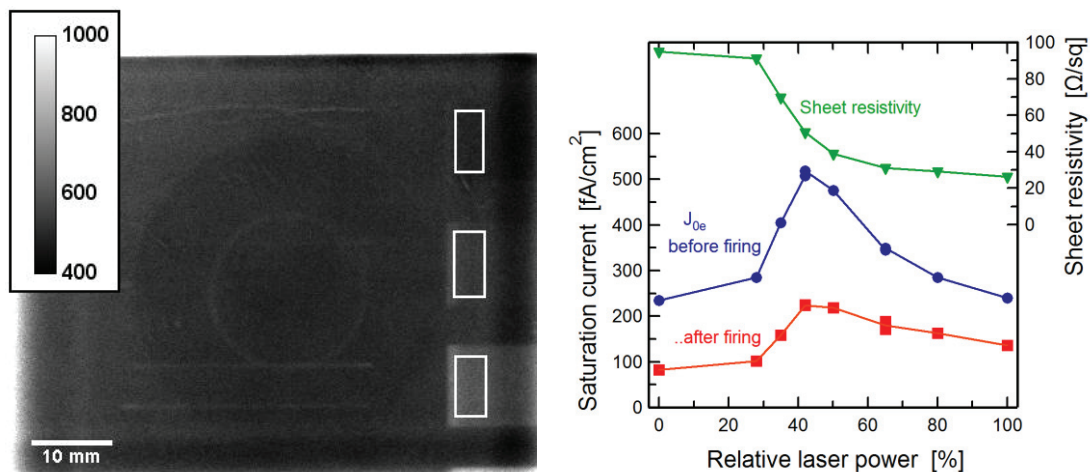 1000
800
600
400
10 mm
Saturation current [fA/cm²]
600
500
400
300
200
100
0
Sheet resistivity
J₀ₑ
before firing
..after firing
100
80
60
40
20
0
Sheet resistivity [Ω/sq]
0 20 40 60 80 100
Relative laser power [%]